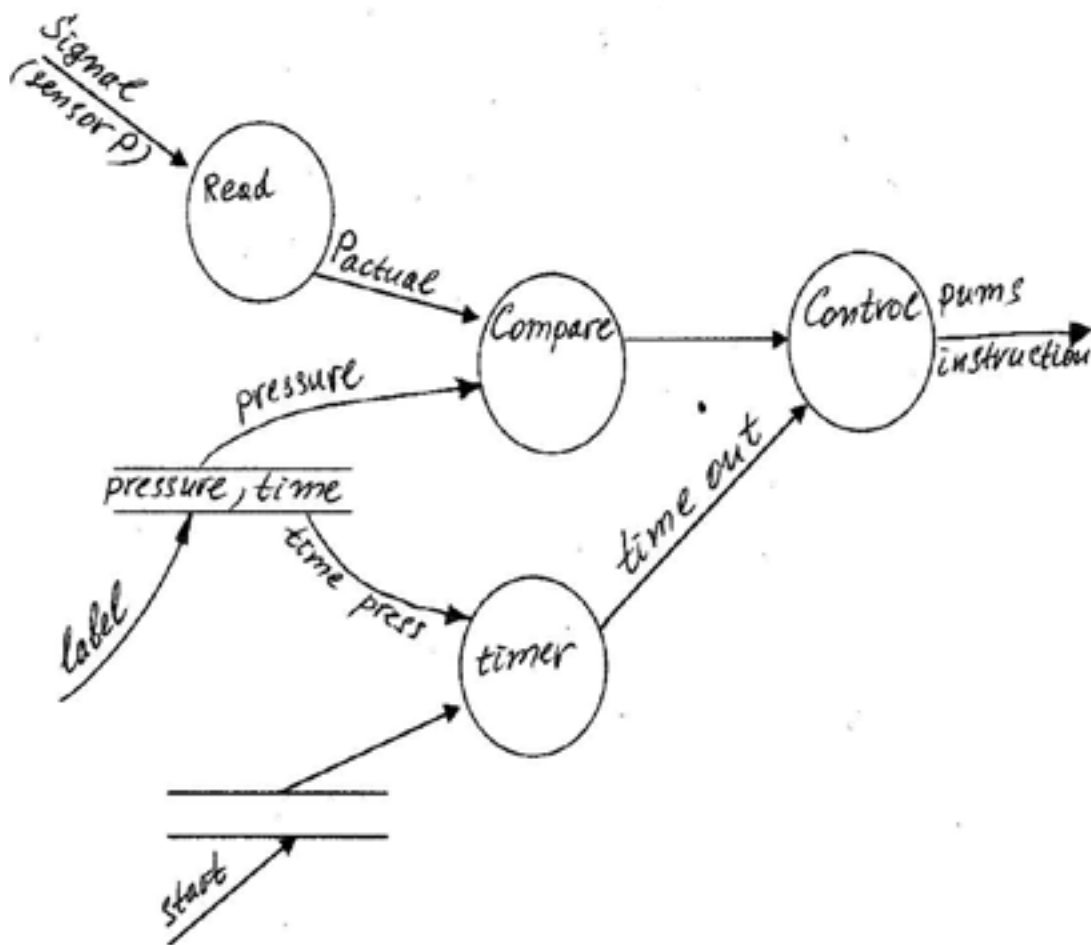 Signal
(sensor p)
Read
Pactual
Compare
Control
pums
instruction
pressure
pressure, time
time press
label
time out
timer
start